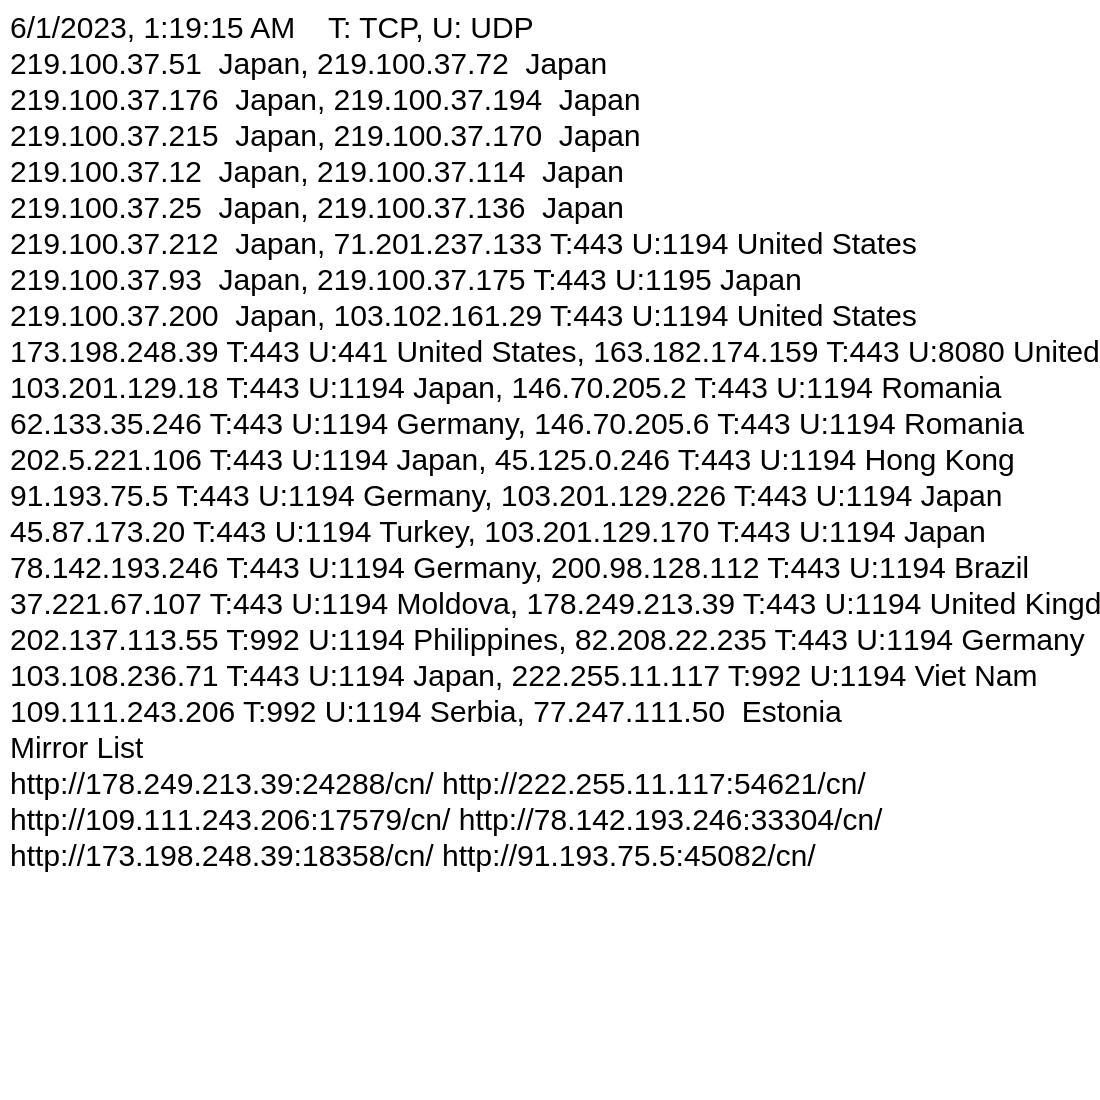 6/1/2023, 1:19:15 AM    T: TCP, U: UDP
219.100.37.51  Japan, 219.100.37.72  Japan
219.100.37.176  Japan, 219.100.37.194  Japan
219.100.37.215  Japan, 219.100.37.170  Japan
219.100.37.12  Japan, 219.100.37.114  Japan
219.100.37.25  Japan, 219.100.37.136  Japan
219.100.37.212  Japan, 71.201.237.133 T:443 U:1194 United States
219.100.37.93  Japan, 219.100.37.175 T:443 U:1195 Japan
219.100.37.200  Japan, 103.102.161.29 T:443 U:1194 United States
173.198.248.39 T:443 U:441 United States, 163.182.174.159 T:443 U:8080 United
103.201.129.18 T:443 U:1194 Japan, 146.70.205.2 T:443 U:1194 Romania
62.133.35.246 T:443 U:1194 Germany, 146.70.205.6 T:443 U:1194 Romania
202.5.221.106 T:443 U:1194 Japan, 45.125.0.246 T:443 U:1194 Hong Kong
91.193.75.5 T:443 U:1194 Germany, 103.201.129.226 T:443 U:1194 Japan
45.87.173.20 T:443 U:1194 Turkey, 103.201.129.170 T:443 U:1194 Japan
78.142.193.246 T:443 U:1194 Germany, 200.98.128.112 T:443 U:1194 Brazil
37.221.67.107 T:443 U:1194 Moldova, 178.249.213.39 T:443 U:1194 United Kingd
202.137.113.55 T:992 U:1194 Philippines, 82.208.22.235 T:443 U:1194 Germany
103.108.236.71 T:443 U:1194 Japan, 222.255.11.117 T:992 U:1194 Viet Nam
109.111.243.206 T:992 U:1194 Serbia, 77.247.111.50  Estonia
Mirror List
http://178.249.213.39:24288/cn/ http://222.255.11.117:54621/cn/
http://109.111.243.206:17579/cn/ http://78.142.193.246:33304/cn/
http://173.198.248.39:18358/cn/ http://91.193.75.5:45082/cn/